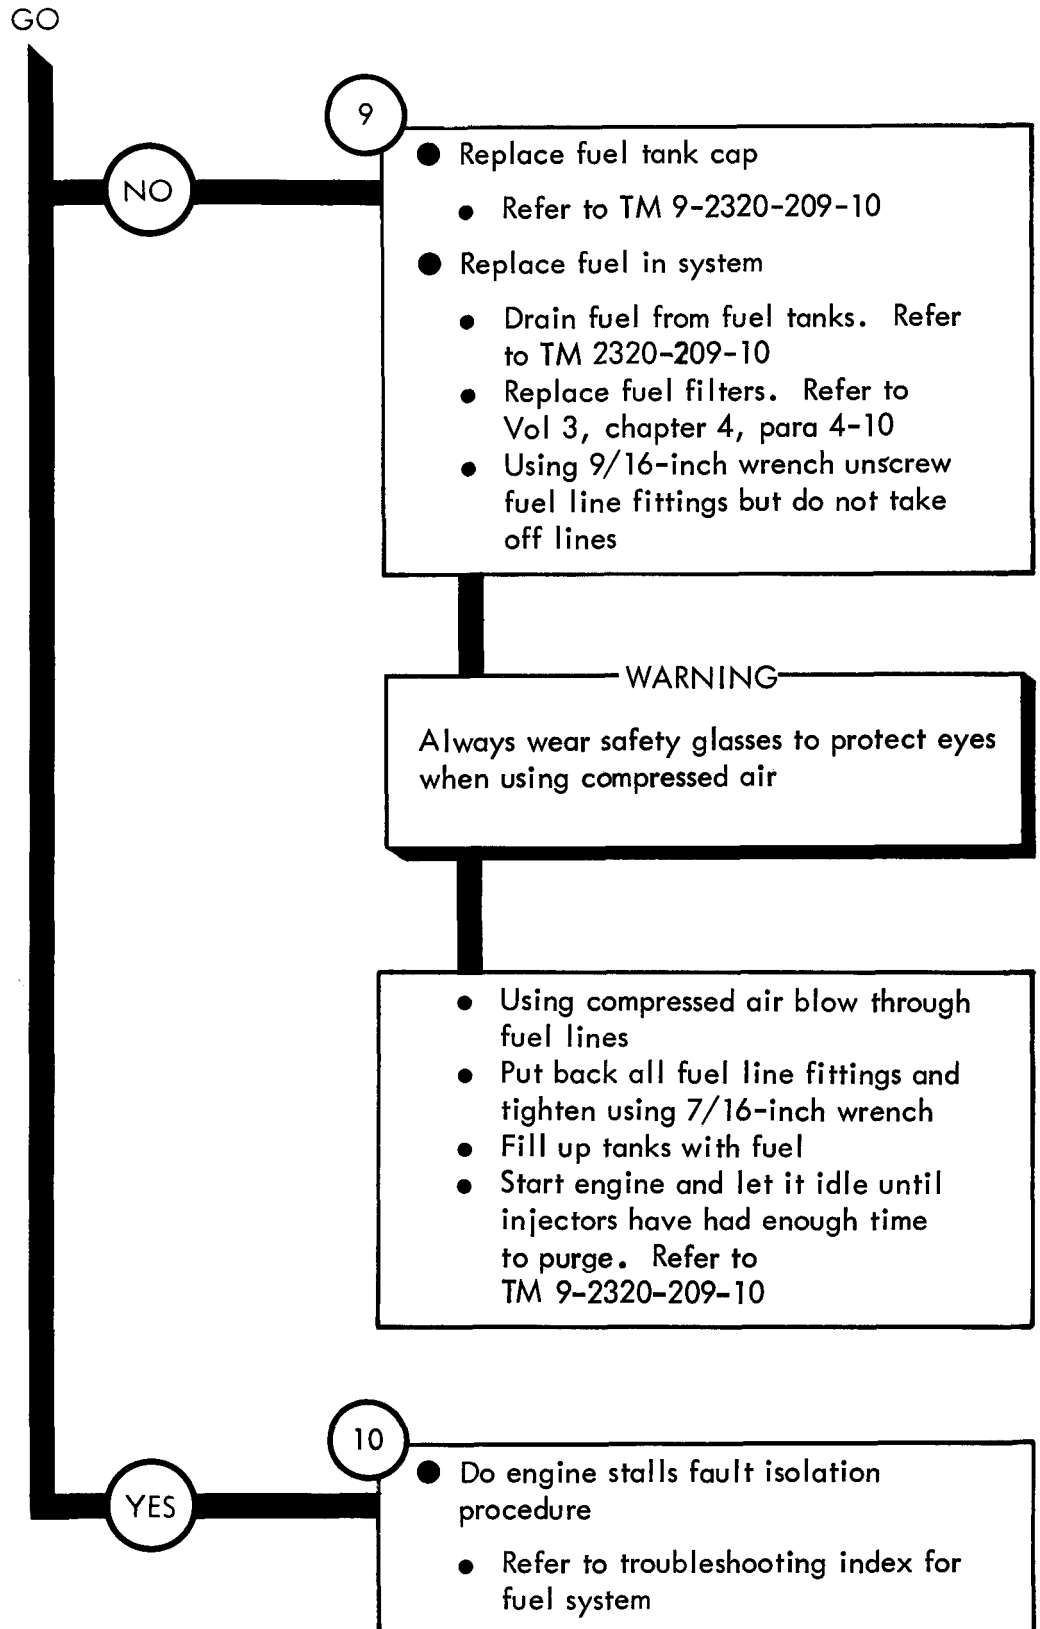 GO
9
NO
● Replace fuel tank cap
● Refer to TM 9-2320-209-10
● Replace fuel in system
● Drain fuel from fuel tanks. Refer
to TM 2320-209-10
● Replace fuel filters. Refer to
Vol 3, chapter 4, para 4-10
● Using 9/16-inch wrench unscrew
fuel line fittings but do not take
off lines
WARNING
Always wear safety glasses to protect eyes
when using compressed air
● Using compressed air blow through
fuel lines
● Put back all fuel line fittings and
tighten using 7/16-inch wrench
● Fill up tanks with fuel
● Start engine and let it idle until
injectors have had enough time
to purge. Refer to
TM 9-2320-209-10
10
YES
● Do engine stalls fault isolation
procedure
● Refer to troubleshooting index for
fuel system